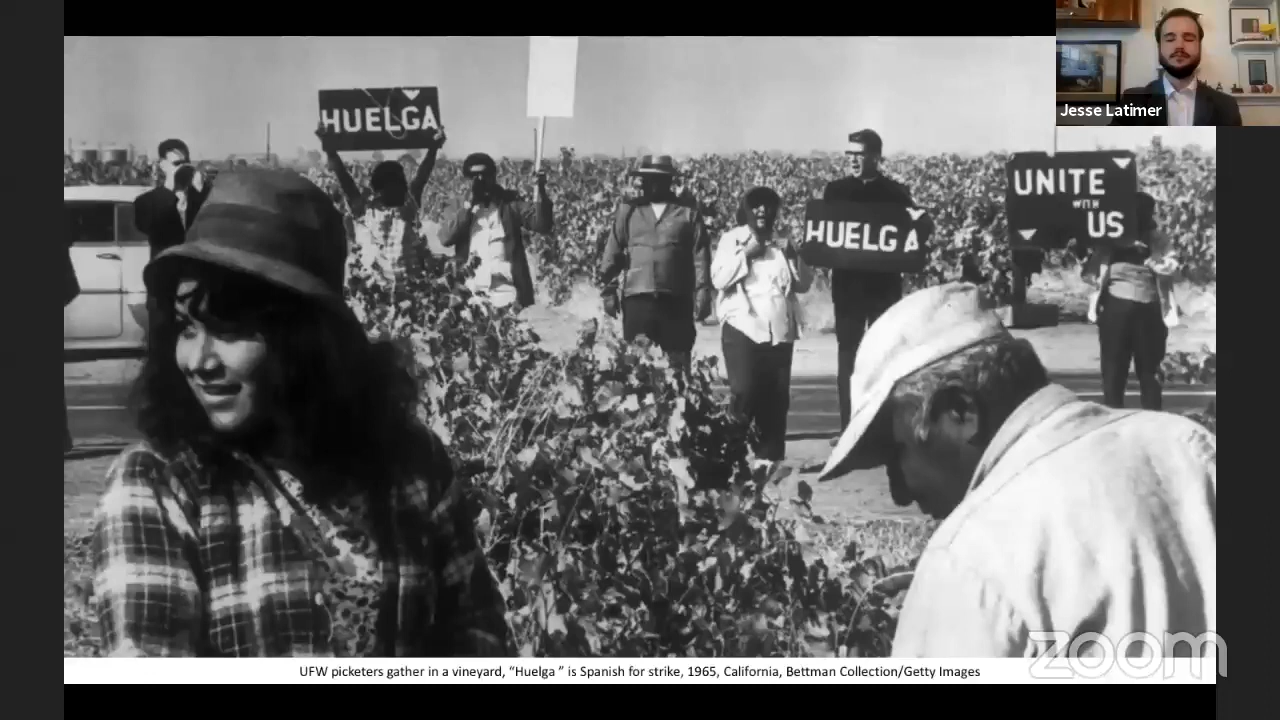 Jesse Latimer
HUELGA
UNITE
WITH
US
HUELGA
UFW picketers gather in a vineyard, “Huelga ” is Spanish for strike, 1965, California, Bettman Collection/Getty Images
zoom